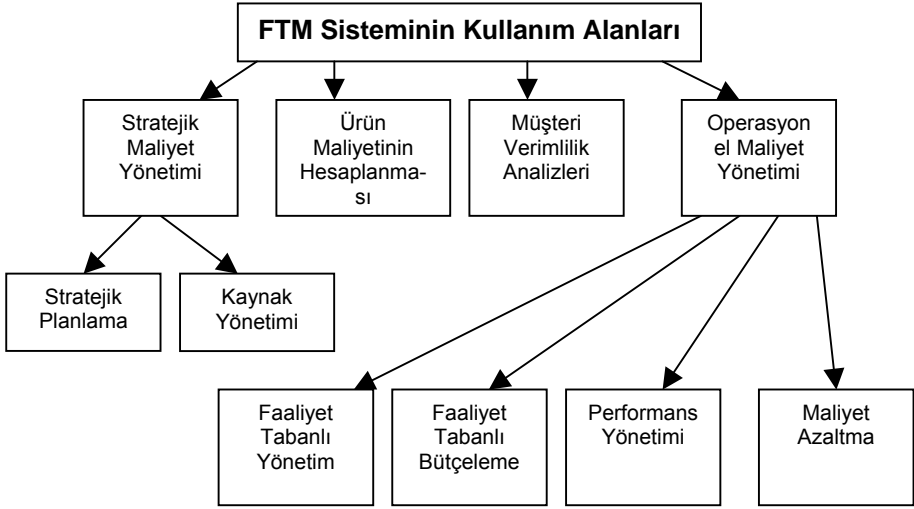 FTM Sisteminin Kullanım Alanları
Stratejik
Maliyet
Yönetimi
Ürün
Maliyetinin
Hesaplanma-
sı
Müşteri
Verimlilik
Analizleri
Operasyon
el Maliyet
Yönetimi
Stratejik
Planlama
Kaynak
Yönetimi
Faaliyet
Tabanlı
Yönetim
Faaliyet
Tabanlı
Bütçeleme
Performans
Yönetimi
Maliyet
Azaltma